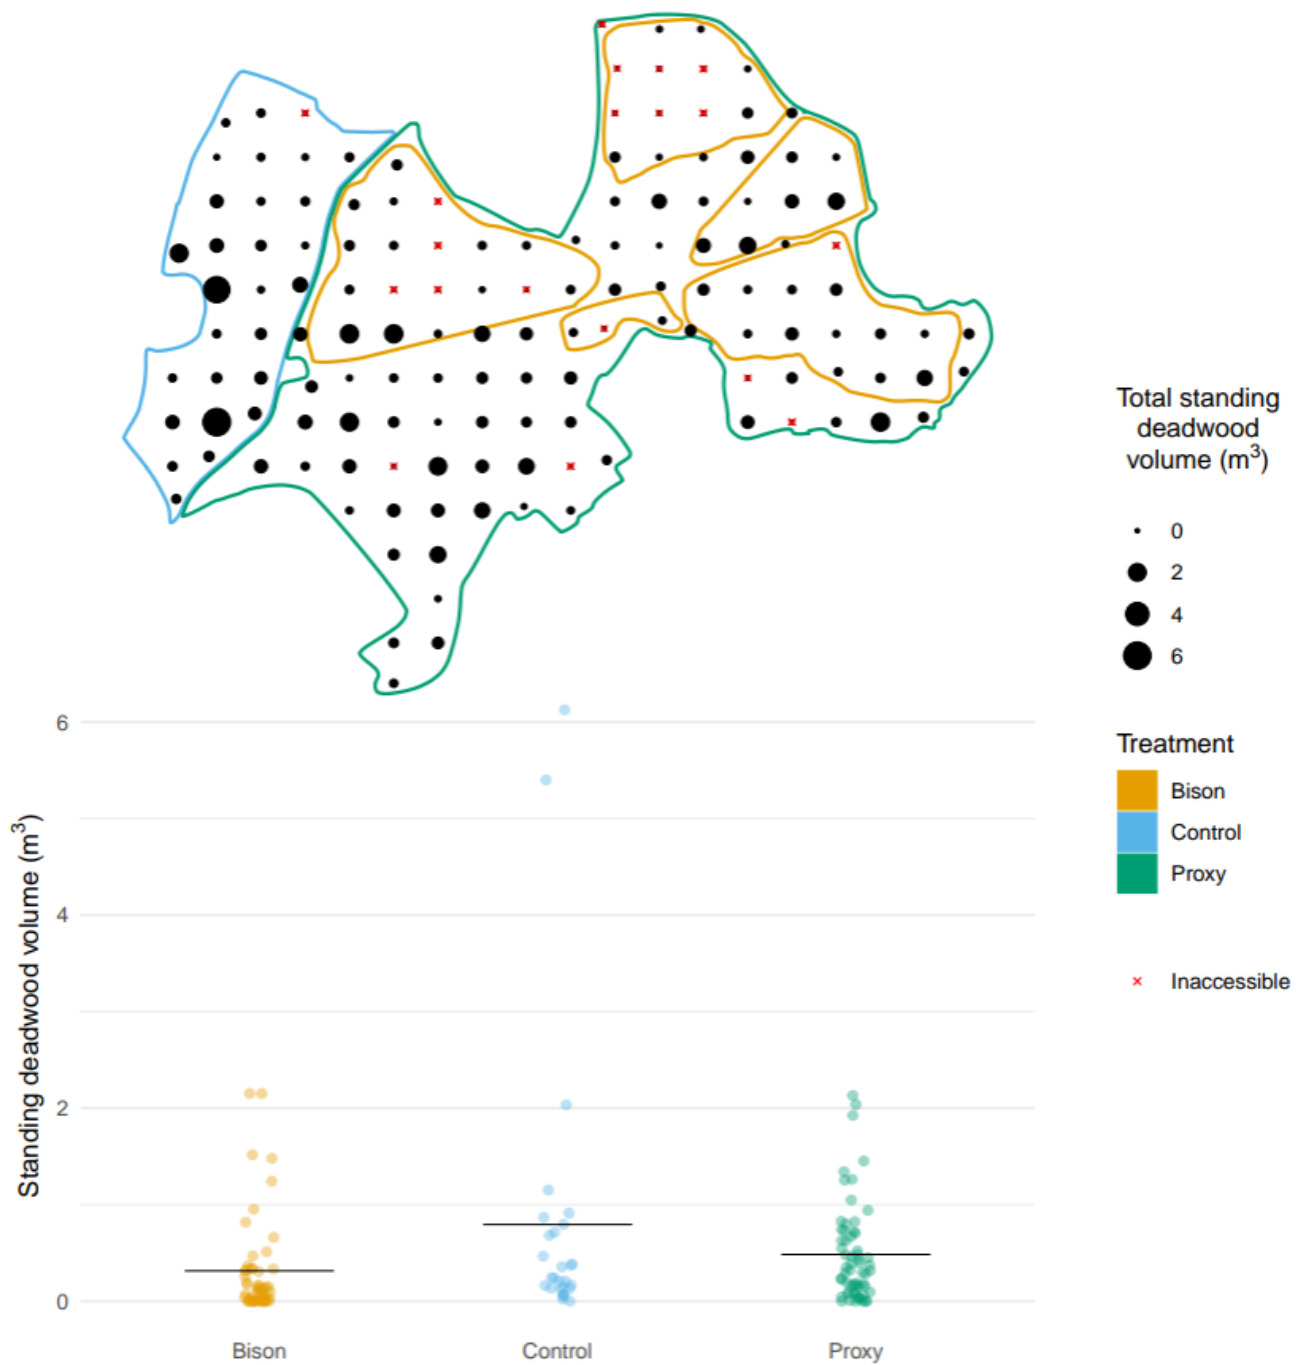 Total standing
deadwood
volume (m³)
0
2
4
6
Treatment
Bison
Control
Proxy
Inaccessible
Standing deadwood volume (m³)
6
4
2
0
Bison
Control
Proxy